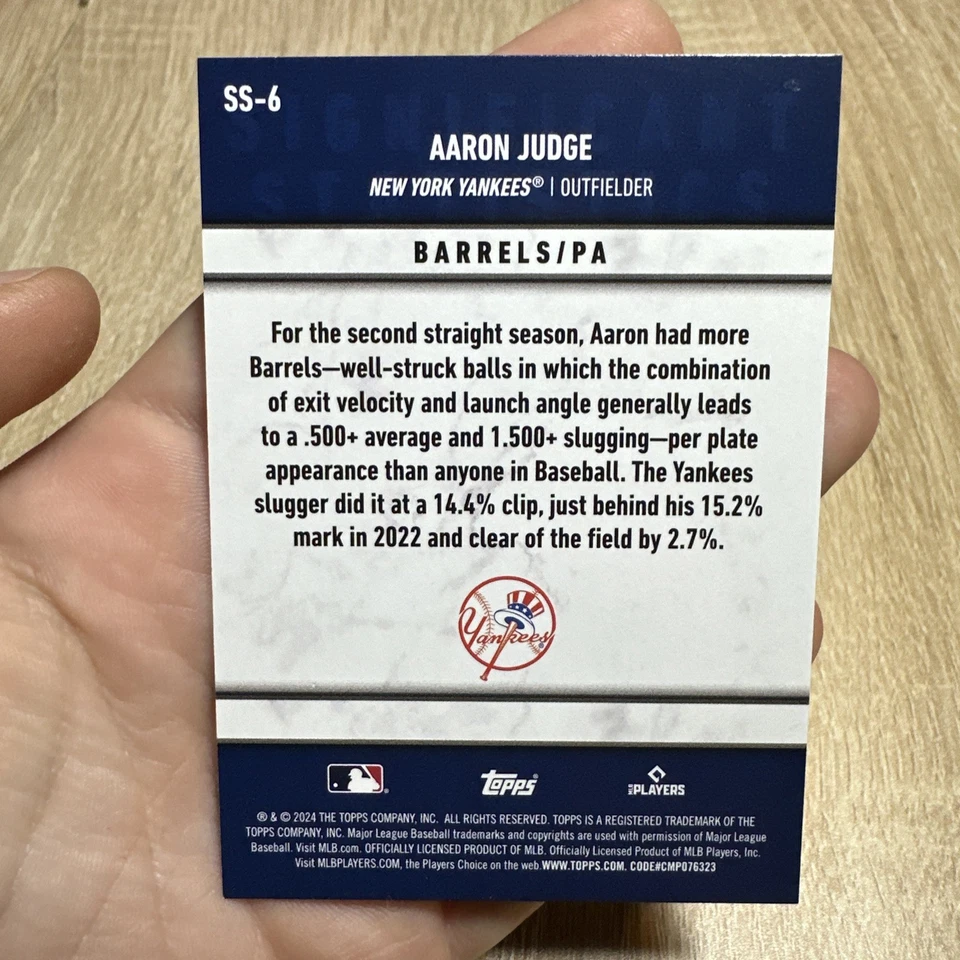 SS-6
SIGNIFICANT
STATISTICS
AARON JUDGE
NEW YORK YANKEES® | OUTFIELDER
BARRELS/PA
For the second straight season, Aaron had more
Barrels—well-struck balls in which the combination
of exit velocity and launch angle generally leads
to a .500+ average and 1.500+ slugging—per plate
appearance than anyone in Baseball. The Yankees
slugger did it at a 14.4% clip, just behind his 15.2%
mark in 2022 and clear of the field by 2.7%.
Yankees®
Topps®
MLB PLAYERS
® & © 2024 THE TOPPS COMPANY, INC. ALL RIGHTS RESERVED. TOPPS IS A REGISTERED TRADEMARK OF THE
TOPPS COMPANY, INC. Major League Baseball trademarks and copyrights are used with permission of Major League
Baseball. Visit MLB.com. OFFICIALLY LICENSED PRODUCT OF MLB. Officially Licensed Product of MLB Players, Inc.
Visit MLBPLAYERS.COM, the Players Choice on the web. WWW.TOPPS.COM. CODE#CMP076323